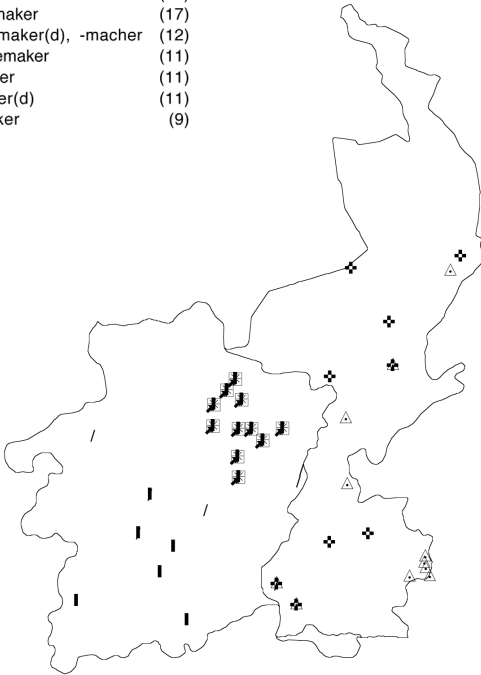 maker (17)
maker(d), -macher (12)
emaker (11)
er (11)
er(d) (11)
ker (9)